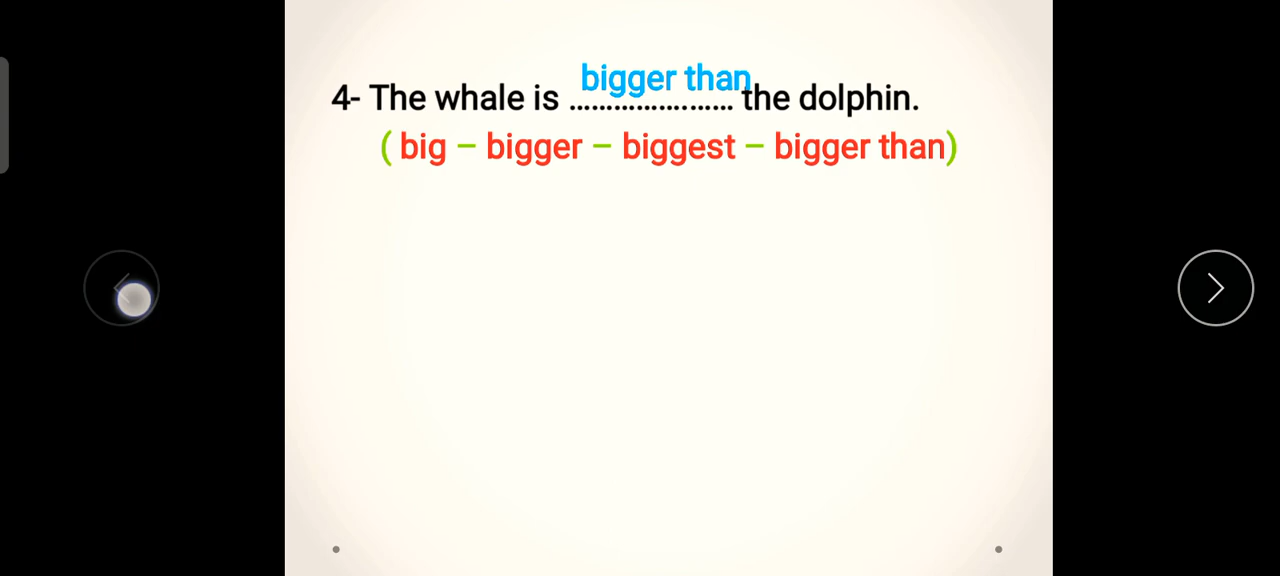 bigger than
4- The whale is ...................... the dolphin.
( big – bigger – biggest – bigger than)